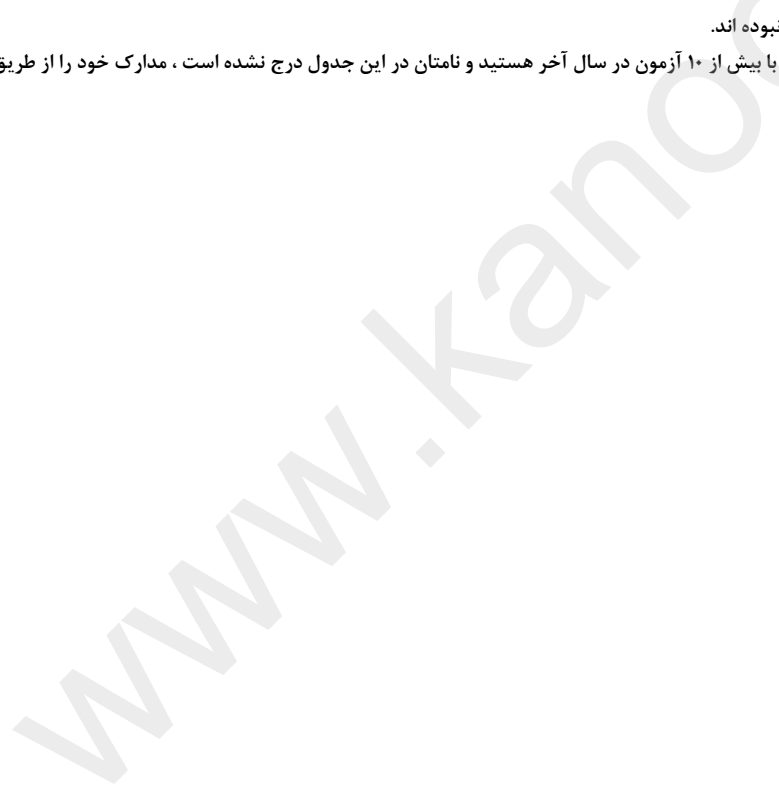 نبوده اند.
با بیش از ۱۰ آزمون در سال آخر هستید و نامتان در این جدول درج نشده است ، مدارک خود را از طریق
www.kano